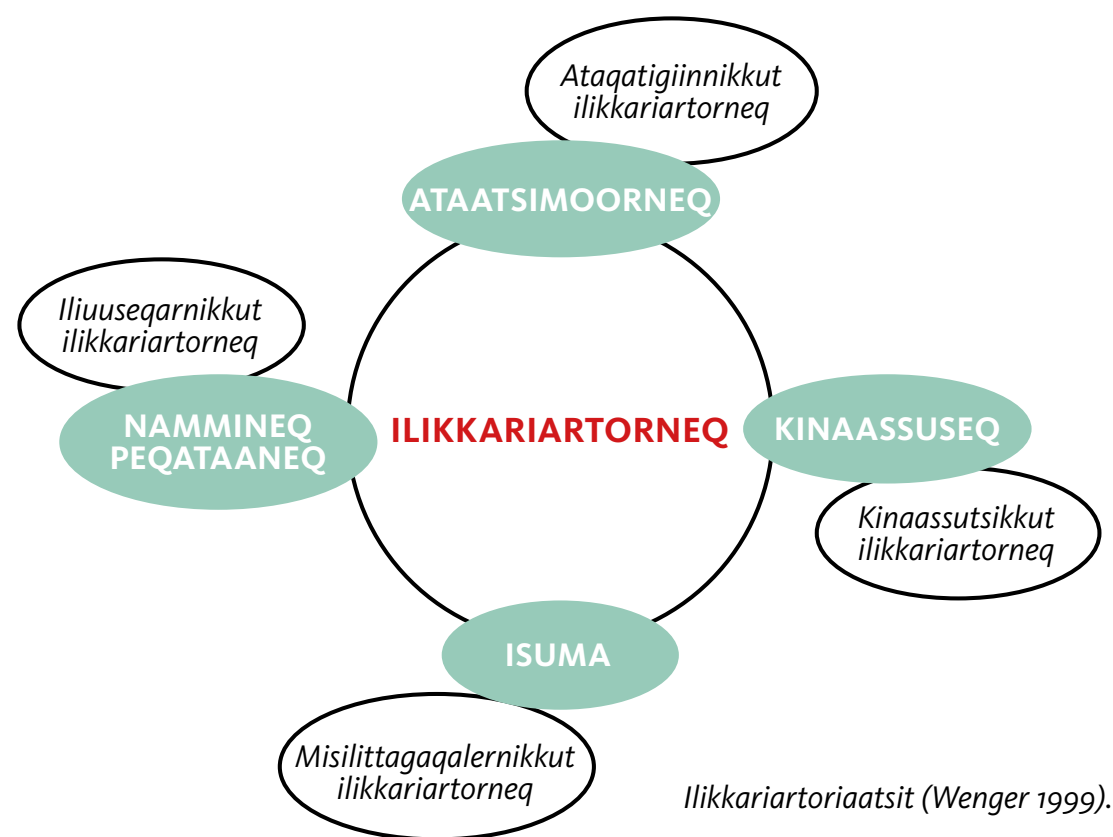 Ataqatigiinnikkut
ilikkariartorneq
ATAATSIMOORNEQ
Iliuuseqarnikkut
ilikkariartorneq
NAMMINEQ
PEQATAANEQ
ILIKKARIARTORNEQ
KINAASSUSEQ
Kinaassutsikkut
ilikkariartorneq
ISUMA
Misilittagaqalernikkut
ilikkariartorneq
Ilikkariartoriaatsit (Wenger 1999).